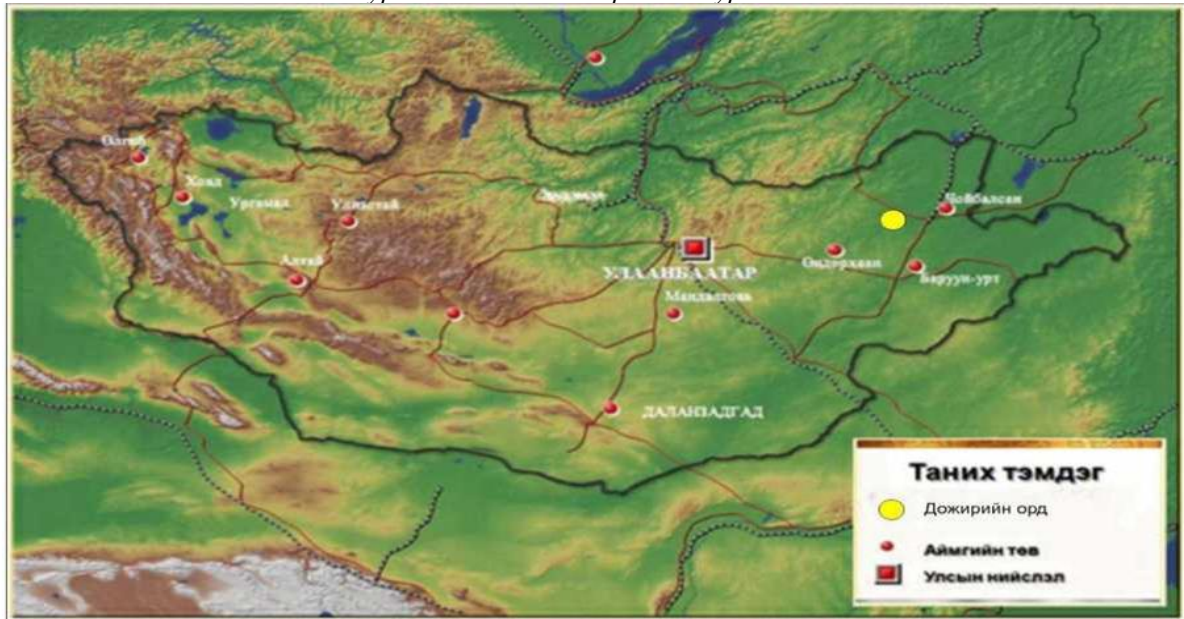 Өлгий
Ховд
Ургамал
Улиастай
Чойбалсан
Алтай
УЛААНБААТАР
Өндөрхаан
Баруун-урт
Мандалговь
ДАЛАНЗАДГАД
Таних тэмдэг
Дожирийн орд
Аймгийн төв
Улсын нийслэл